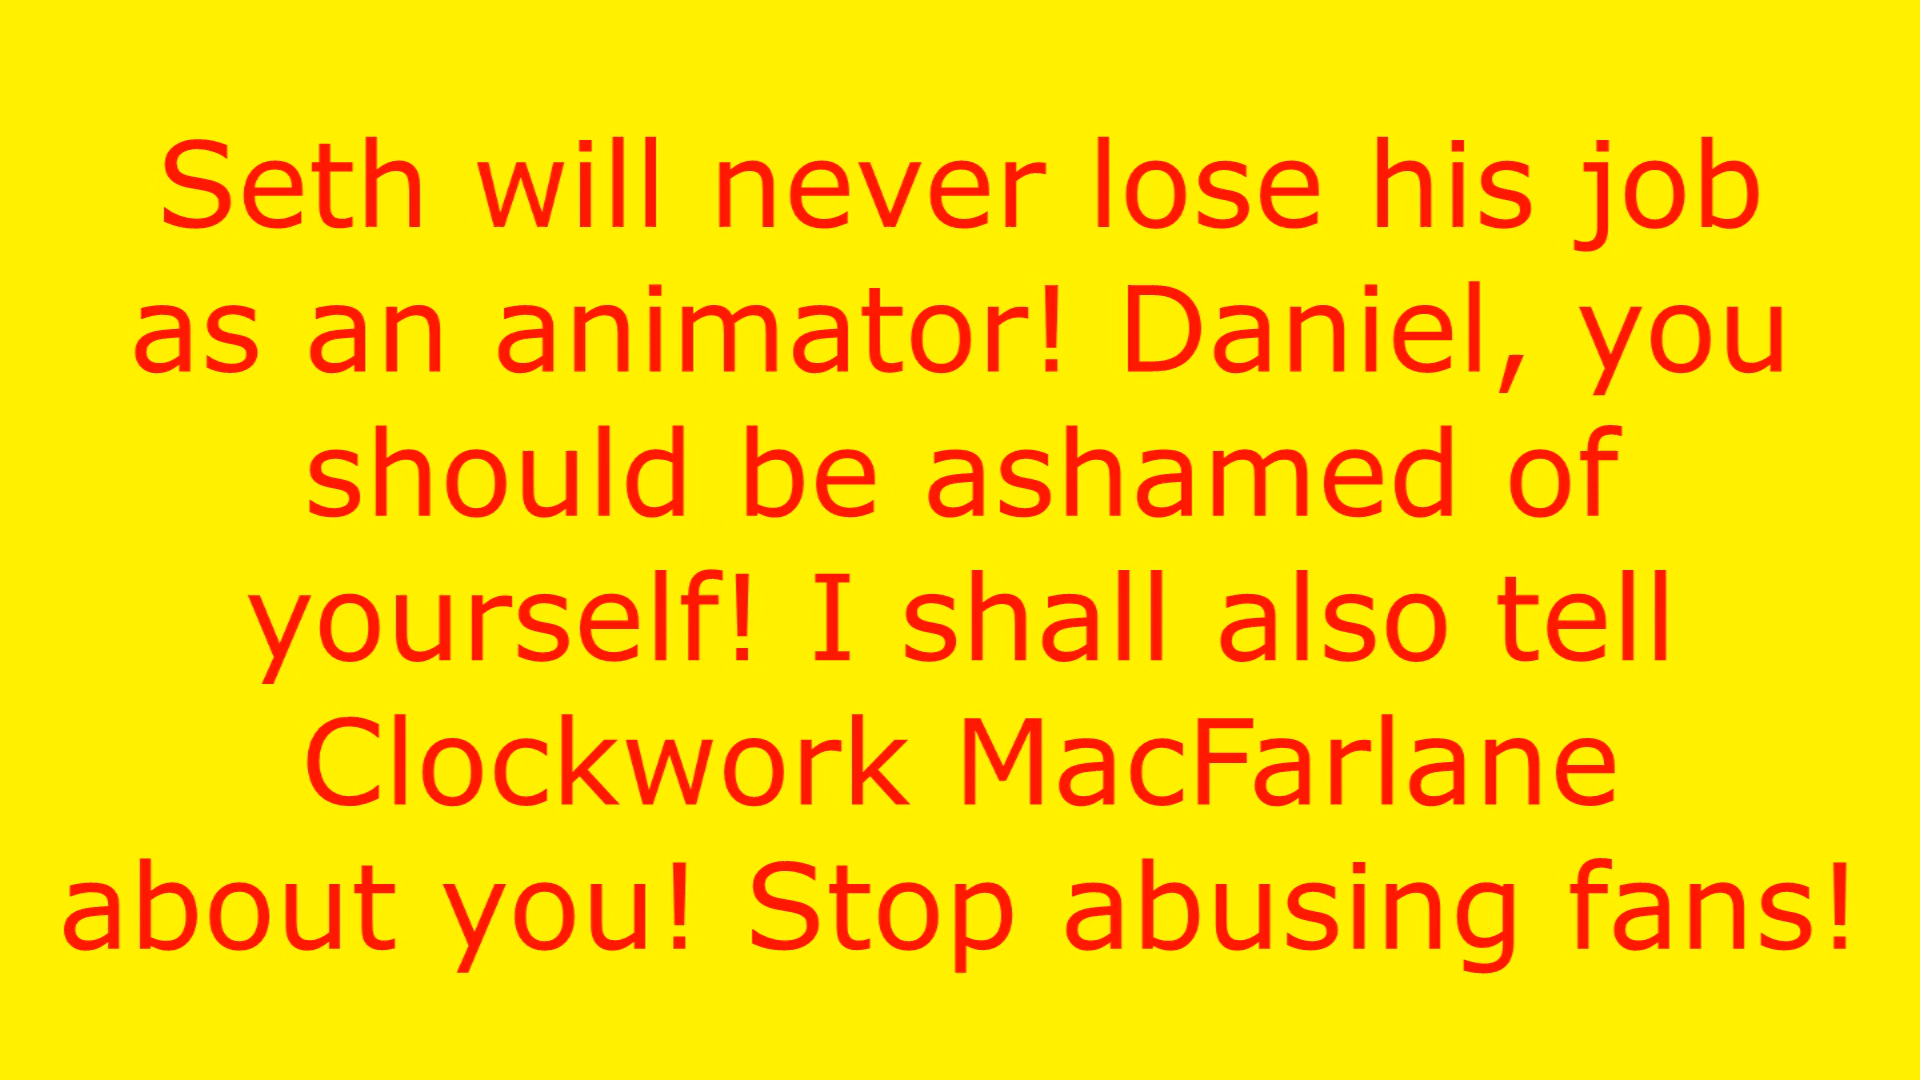 Seth will never lose his job
as an animator! Daniel, you
should be ashamed of
yourself! I shall also tell
Clockwork MacFarlane
about you! Stop abusing fans!